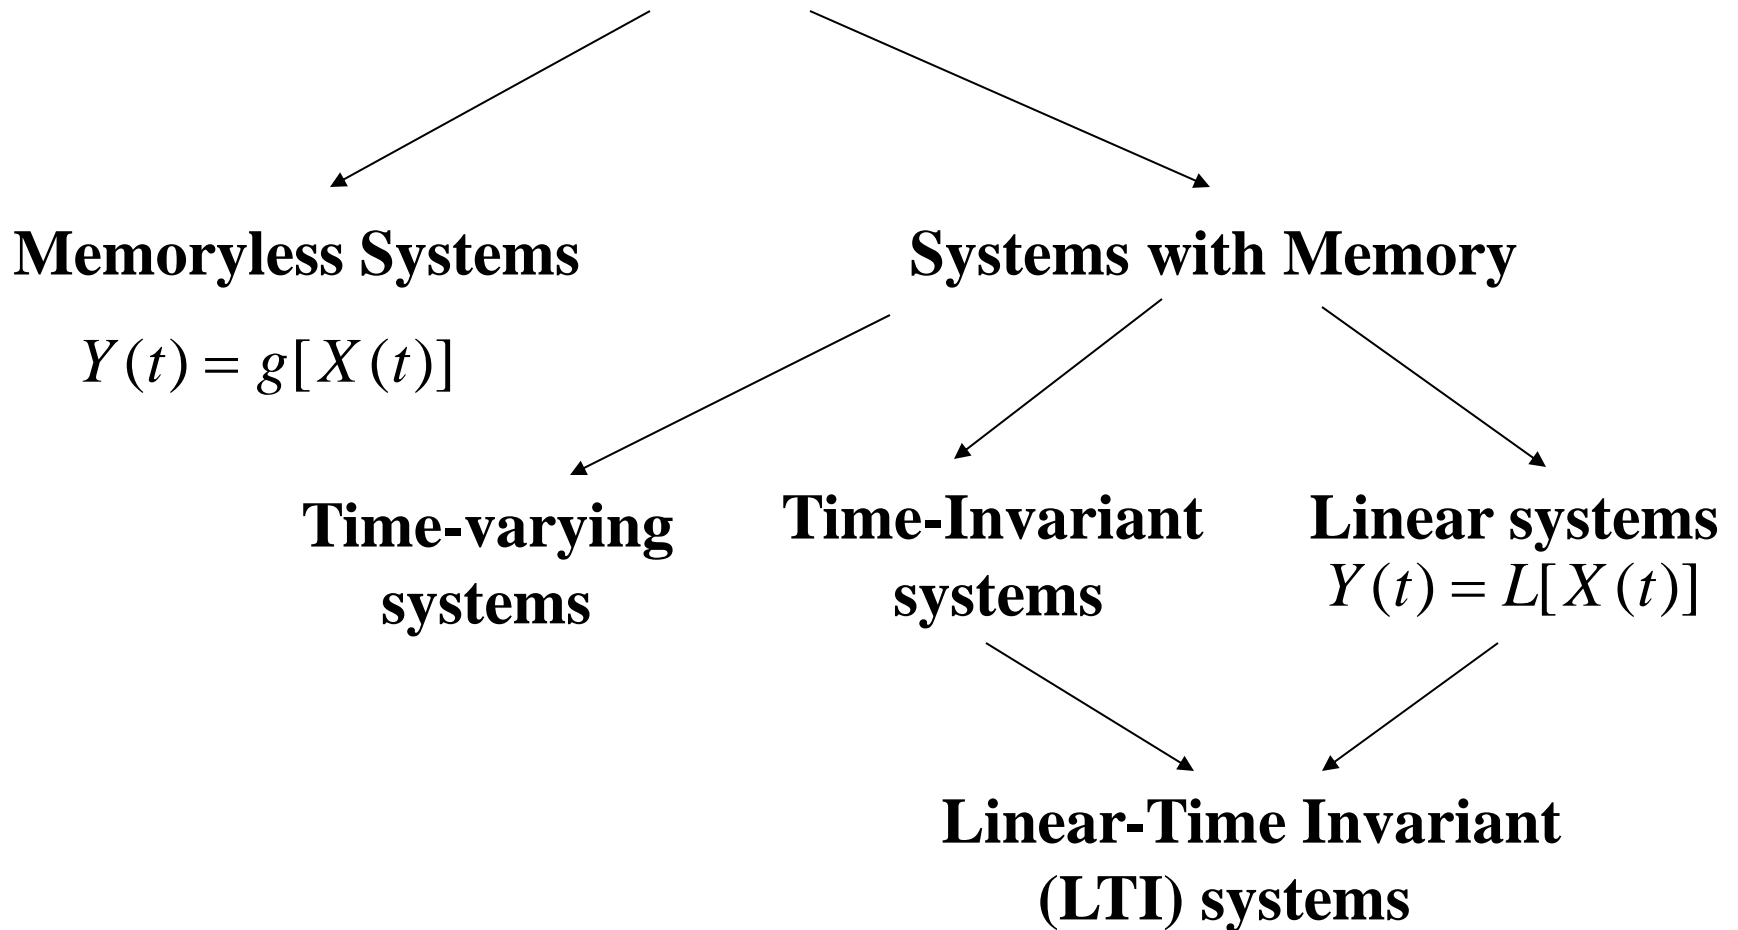 Memoryless Systems
Systems with Memory
Y(t) = g[X(t)]
Time-varying
systems
Time-Invariant
systems
Linear systems
Y(t) = L[X(t)]
Linear-Time Invariant
(LTI) systems